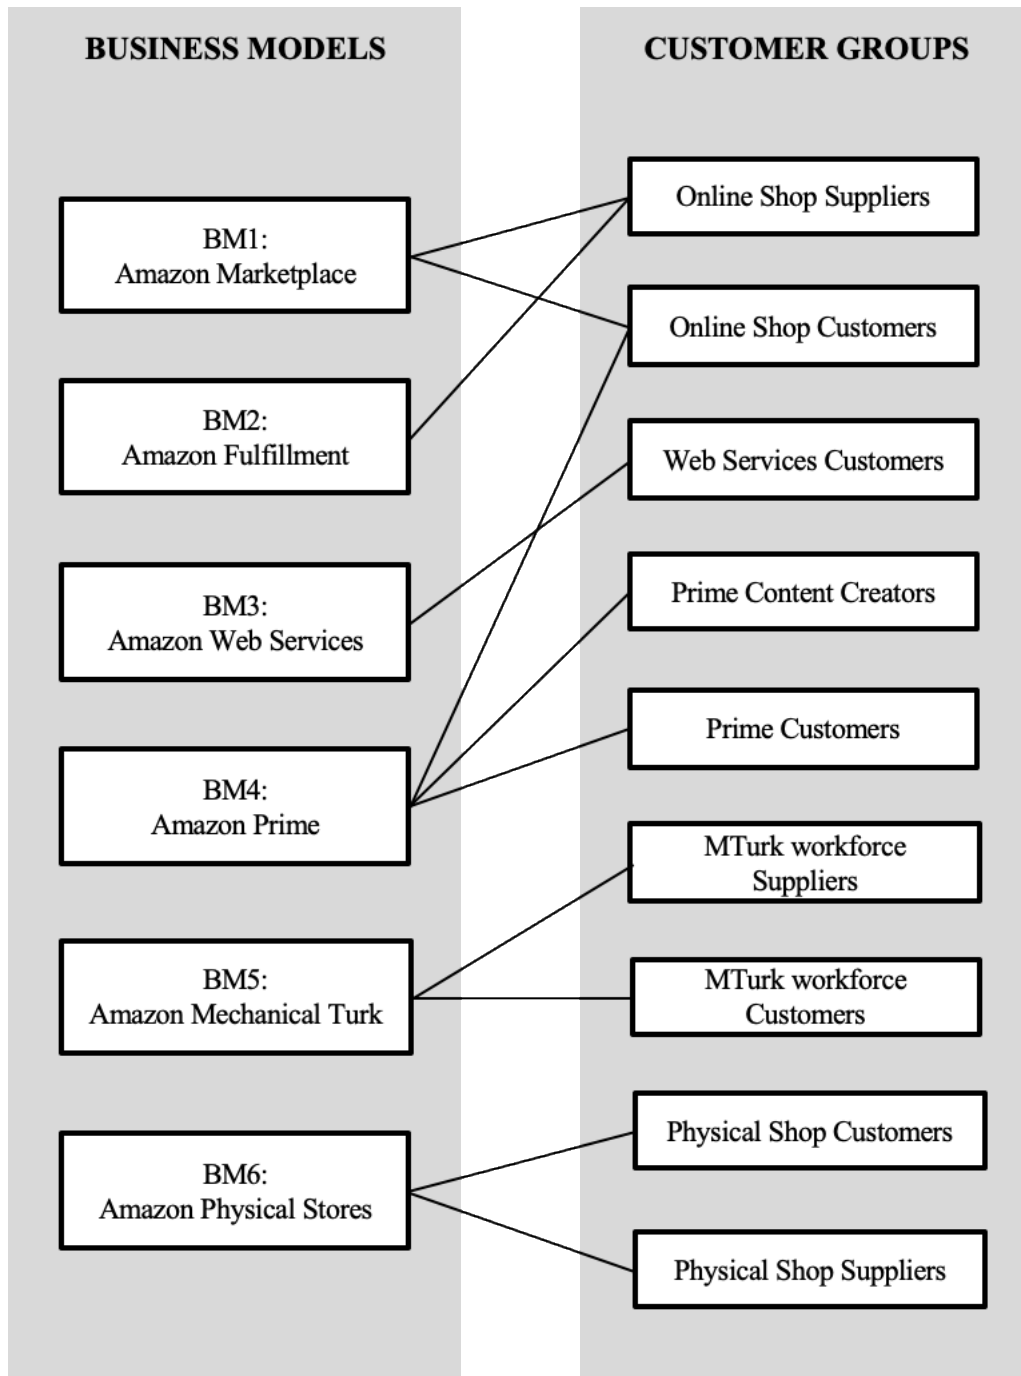 BUSINESS MODELS
BM1:
Amazon Marketplace
BM2:
Amazon Fulfillment
BM3:
Amazon Web Services
BM4:
Amazon Prime
BM5:
Amazon Mechanical Turk
BM6:
Amazon Physical Stores
CUSTOMER GROUPS
Online Shop Suppliers
Online Shop Customers
Web Services Customers
Prime Content Creators
Prime Customers
MTurk workforce
Suppliers
MTurk workforce
Customers
Physical Shop Customers
Physical Shop Suppliers